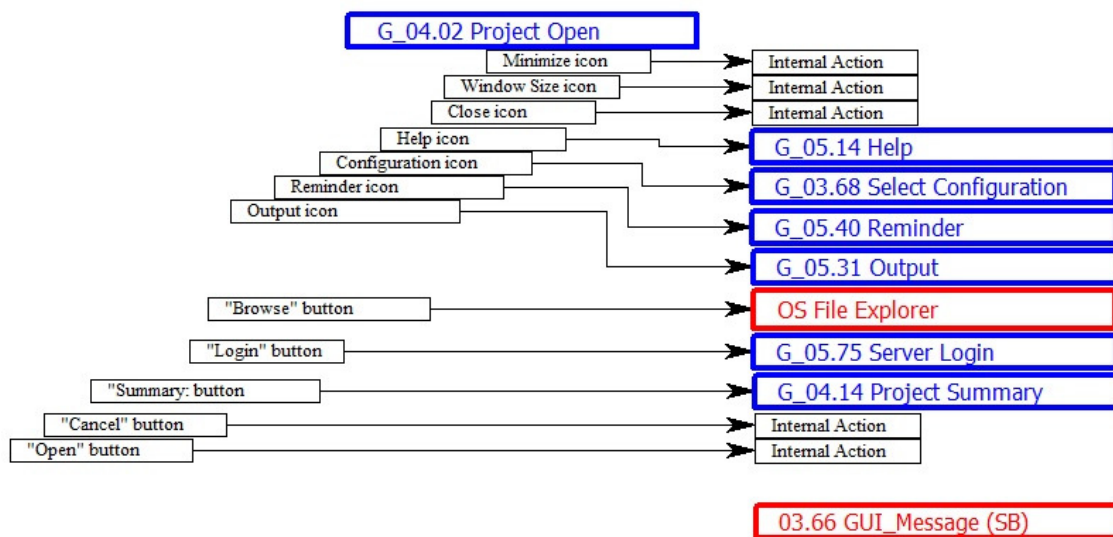 G_04.02 Project Open
Minimize icon Internal Action
Window Size icon Internal Action
Close icon Internal Action
Help icon G_05.14 Help
Configuration icon G_03.68 Select Configuration
Reminder icon G_05.40 Reminder
Output icon G_05.31 Output
"Browse" button OS File Explorer
"Login" button G_05.75 Server Login
"Summary: button G_04.14 Project Summary
"Cancel" button Internal Action
"Open" button Internal Action
03.66 GUI_Message (SB)